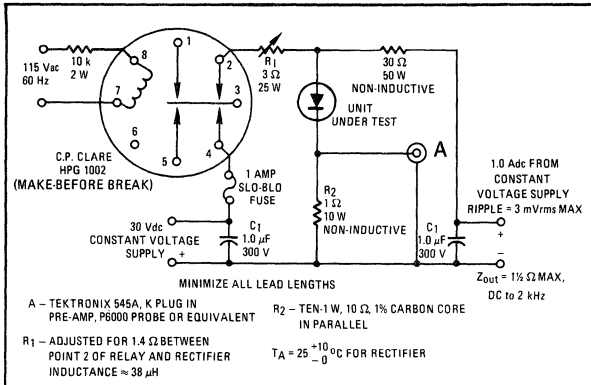 115 Vac
60 Hz
10 k
2 W
8
7
6
1
2
3
4
5
C.P. CLARE
HPG 1002
(MAKE-BEFORE BREAK)
R1
3 Ω
25 W
30 Ω
50 W
NON-INDUCTIVE
UNIT
UNDER TEST
A
1 AMP
SLO-BLO
FUSE
R2
1 Ω
10 W
NON-INDUCTIVE
1.0 Adc FROM
CONSTANT
VOLTAGE SUPPLY
RIPPLE = 3 mVrms MAX
+
−
30 Vdc
CONSTANT VOLTAGE
SUPPLY
−
+
C1
1.0 μF
300 V
C1
1.0 μF
300 V
Zout = 1½ Ω MAX,
DC to 2 kHz
MINIMIZE ALL LEAD LENGTHS
A – TEKTRONIX 545A, K PLUG IN
PRE-AMP, P6000 PROBE OR EQUIVALENT
R1 – ADJUSTED FOR 1.4 Ω BETWEEN
POINT 2 OF RELAY AND RECTIFIER
INDUCTANCE ≈ 38 μH
R2 – TEN-1 W, 10 Ω, 1% CARBON CORE
IN PARALLEL
TA = 25 +10 −0 °C FOR RECTIFIER